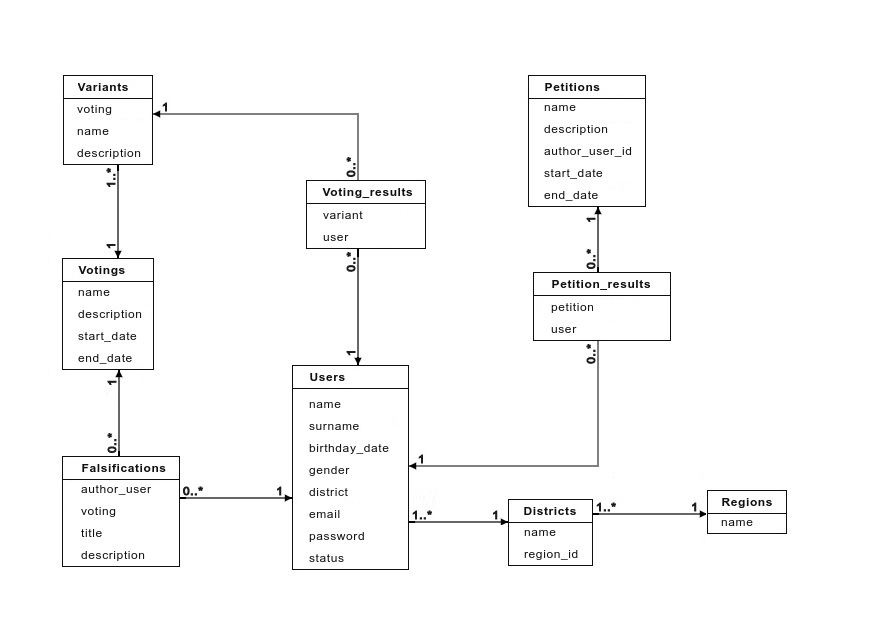 Variants
voting
name
description
1
0..*
1..*
1
Voting_results
variant
user
0..*
1
Petitions
name
description
author_user_id
start_date
end_date
1
0..*
Petition_results
petition
user
0..*
1
Votings
name
description
start_date
end_date
1
0..*
Falsifications
author_user
voting
title
description
0..*
1
Users
name
surname
birthday_date
gender
district
email
password
status
1..*
1
Districts
name
region_id
1..*
1
Regions
name